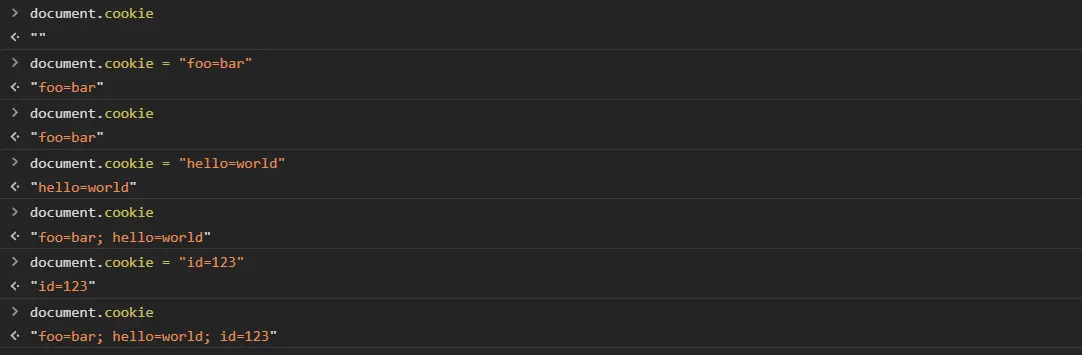 > document.cookie
<· ""
> document.cookie = "foo=bar"
<· "foo=bar"
> document.cookie
<· "foo=bar"
> document.cookie = "hello=world"
<· "hello=world"
> document.cookie
<· "foo=bar; hello=world"
> document.cookie = "id=123"
<· "id=123"
> document.cookie
<· "foo=bar; hello=world; id=123"